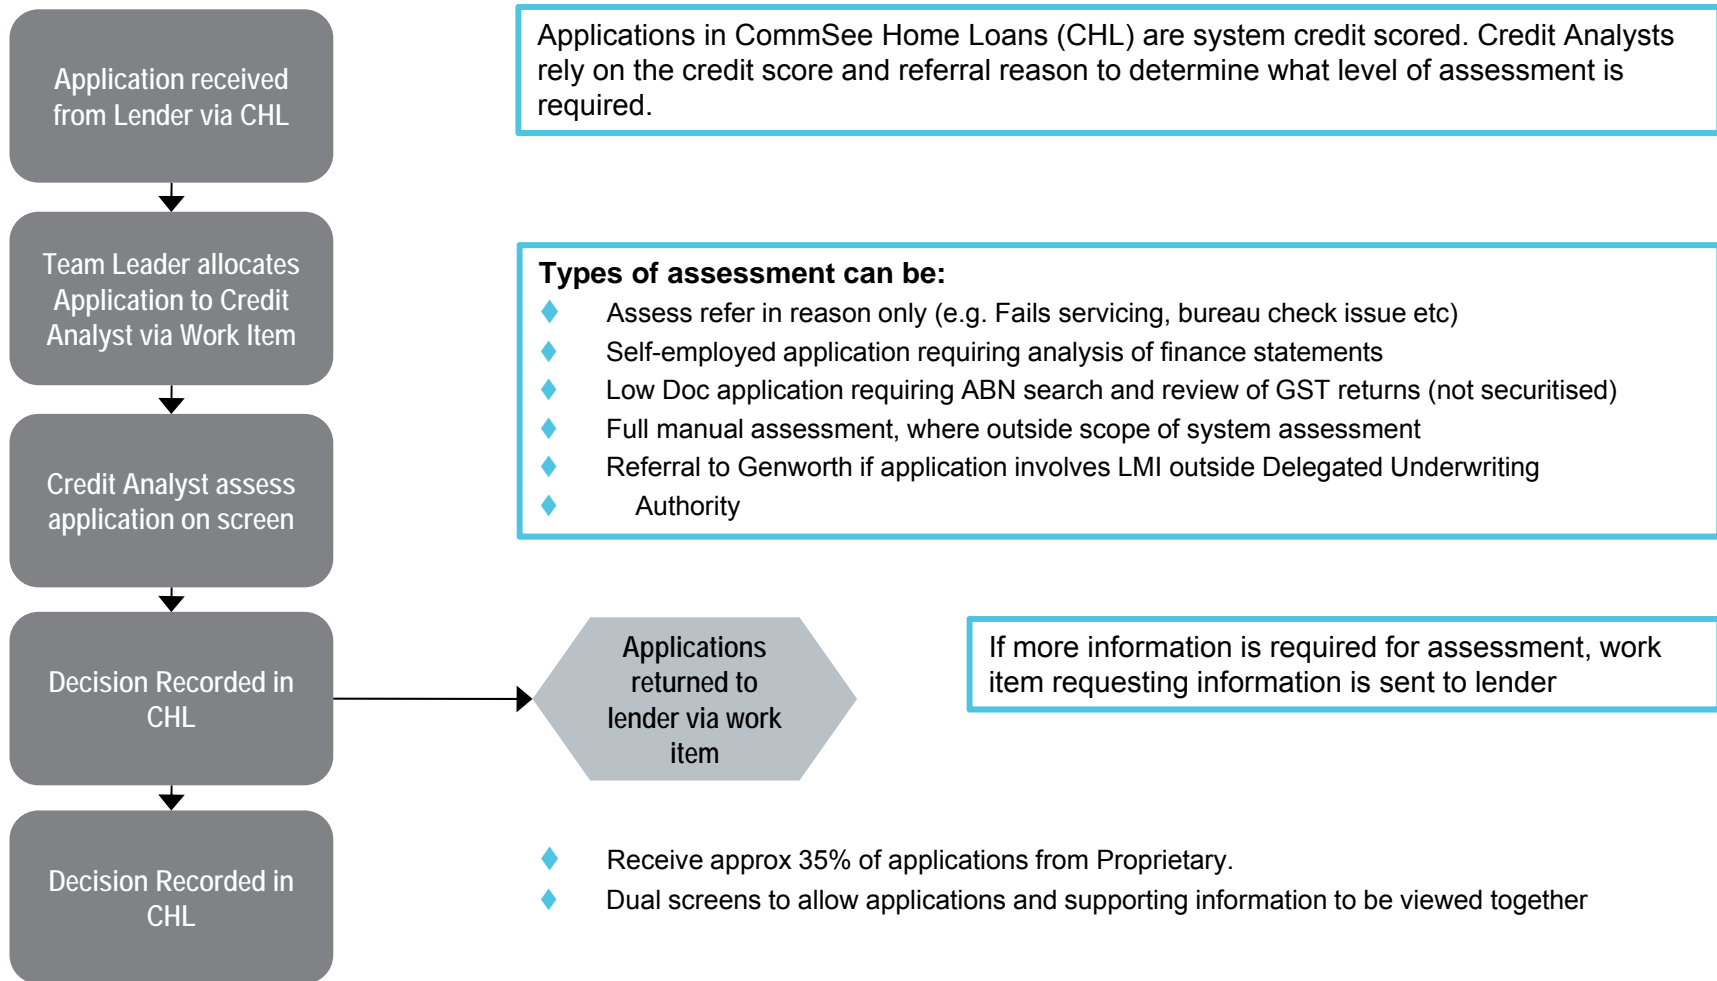 Application received
from Lender via CHL
Applications in CommSee Home Loans (CHL) are system credit scored. Credit Analysts
rely on the credit score and referral reason to determine what level of assessment is
required.
Team Leader allocates
Application to Credit
Analyst via Work Item
Types of assessment can be:
Assess refer in reason only (e.g. Fails servicing, bureau check issue etc)
Self-employed application requiring analysis of finance statements
Low Doc application requiring ABN search and review of GST returns (not securitised)
Full manual assessment, where outside scope of system assessment
Referral to Genworth if application involves LMI outside Delegated Underwriting
Authority
Credit Analyst assess
application on screen
Decision Recorded in
CHL
Applications
returned to
lender via work
item
If more information is required for assessment, work
item requesting information is sent to lender
Decision Recorded in
CHL
Receive approx 35% of applications from Proprietary.
Dual screens to allow applications and supporting information to be viewed together